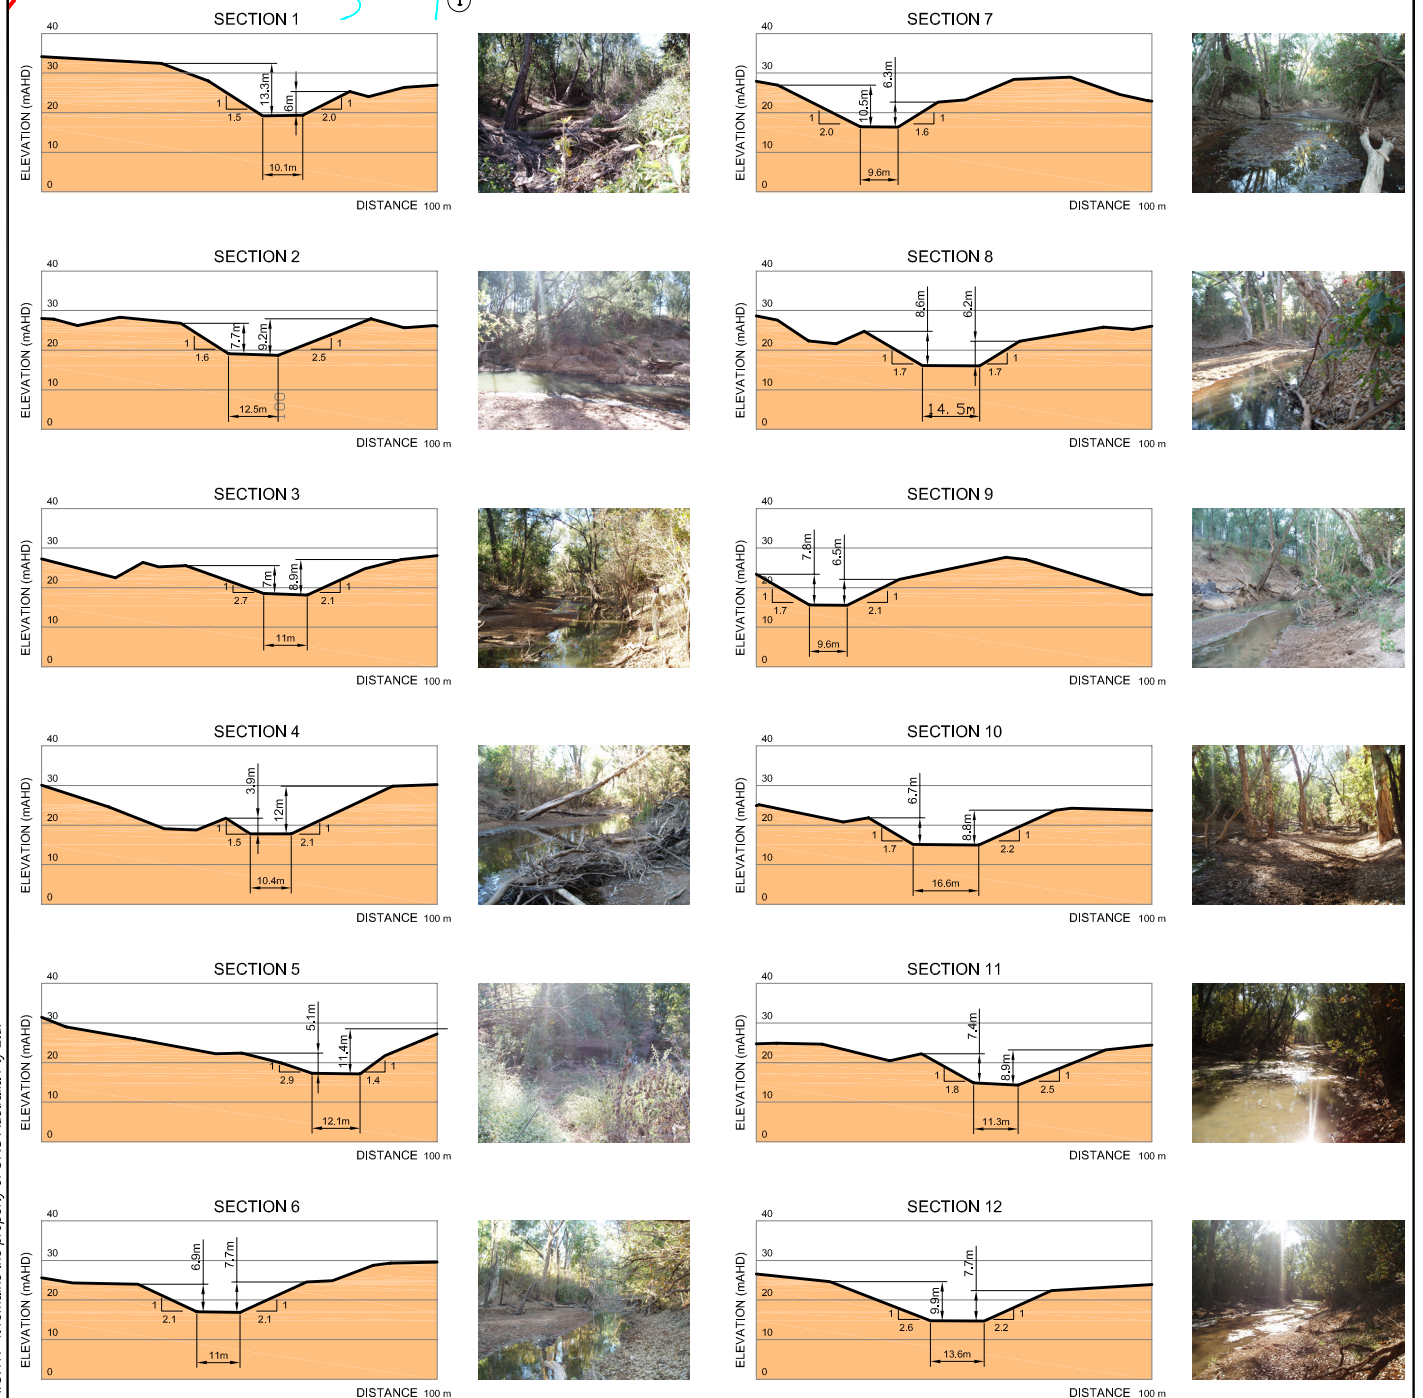 1
SECTION 1
ELEVATION (mAHD)
40
30
20
10
0
13.3m
6m
1
1.5
1
2.0
10.1m
DISTANCE 100 m
SECTION 7
ELEVATION (mAHD)
40
30
20
10
0
10.5m
6.3m
1
2.0
1
1.6
9.6m
DISTANCE 100 m
SECTION 2
ELEVATION (mAHD)
40
30
20
10
0
7.7m
9.2m
1
1.6
1
2.5
12.5m
100
DISTANCE 100 m
SECTION 8
ELEVATION (mAHD)
40
30
20
10
0
8.6m
6.2m
1
1.7
1
1.7
14. 5m
DISTANCE 100 m
SECTION 3
ELEVATION (mAHD)
40
30
20
10
0
7m
8.9m
1
2.7
1
2.1
11m
DISTANCE 100 m
SECTION 9
ELEVATION (mAHD)
40
30
20
10
0
7.8m
6.5m
1
1.7
1
2.1
9.6m
DISTANCE 100 m
SECTION 4
ELEVATION (mAHD)
40
30
20
10
0
3.9m
12m
1
1.5
1
2.1
10.4m
DISTANCE 100 m
SECTION 10
ELEVATION (mAHD)
40
30
20
10
0
6.7m
8.8m
1
1.7
1
2.2
16.6m
DISTANCE 100 m
SECTION 5
ELEVATION (mAHD)
40
30
20
10
0
5.1m
11.4m
1
2.9
1
1.4
12.1m
DISTANCE 100 m
SECTION 11
ELEVATION (mAHD)
40
30
20
10
0
7.4m
8.9m
1
1.8
1
2.5
11.3m
DISTANCE 100 m
SECTION 6
ELEVATION (mAHD)
40
30
20
10
0
6.9m
7.7m
1
2.1
1
2.1
11m
DISTANCE 100 m
SECTION 12
ELEVATION (mAHD)
40
30
20
10
0
9.9m
7.7m
1
2.6
1
2.2
13.6m
DISTANCE 100 m